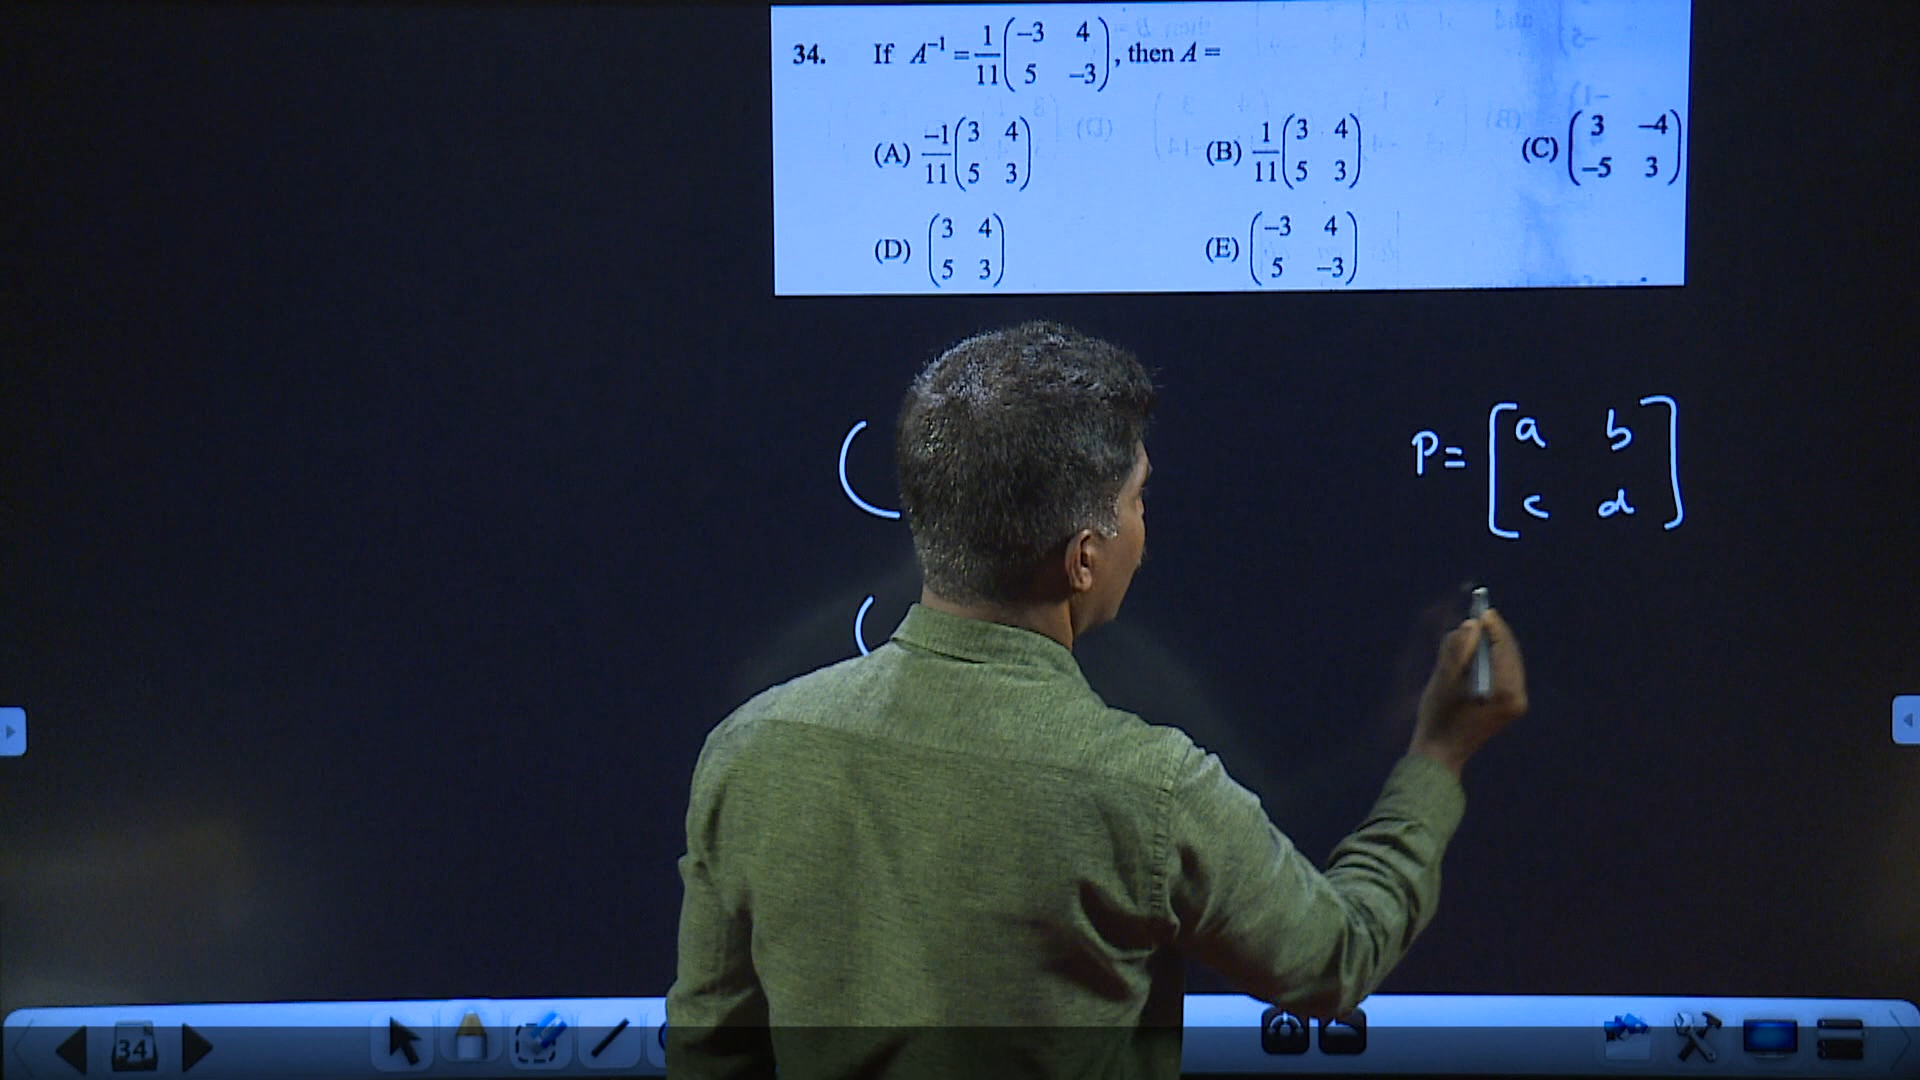 34. If A⁻¹ = 1/11 (−3 4 ; 5 −3), then A =
(A) −1/11 (3 4 ; 5 3) (B) 1/11 (3 4 ; 5 3) (C) (3 −4 ; −5 3)
(D) (3 4 ; 5 3) (E) (−3 4 ; 5 −3)
P = [a b ; c d]
34